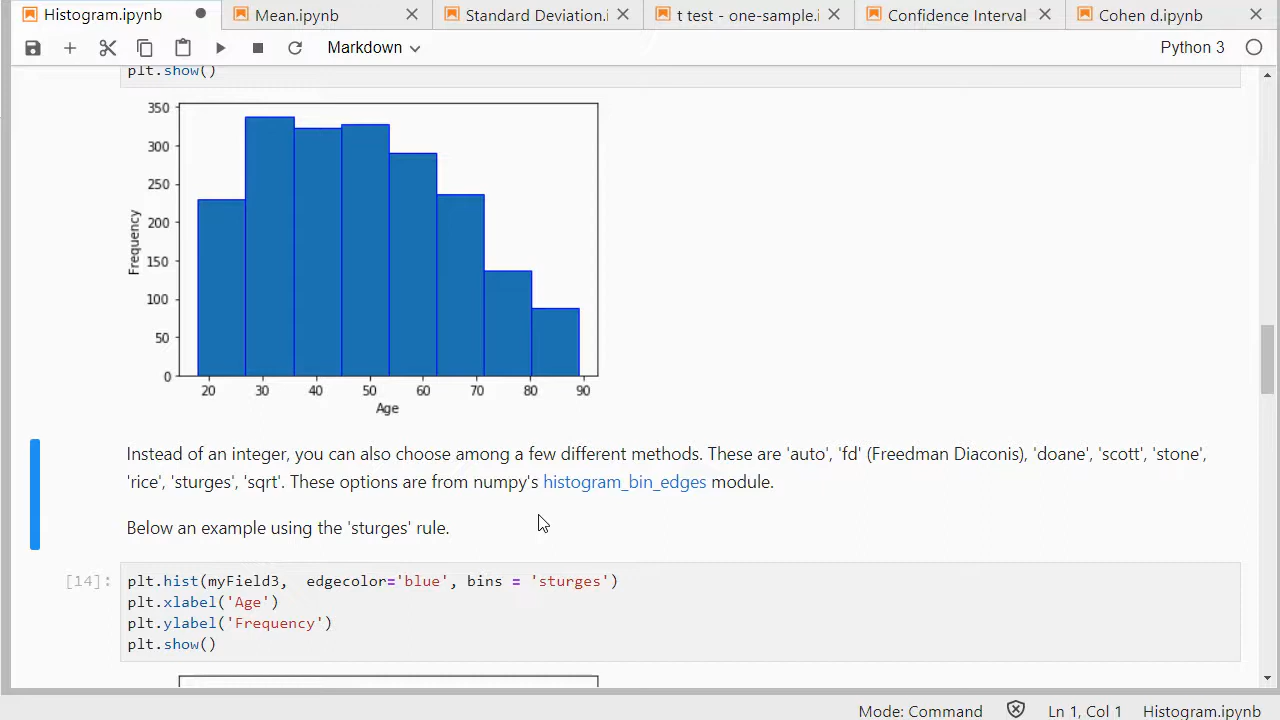 Histogram.ipynb Mean.ipynb Standard Deviation.i t test - one-sample.i Confidence Interval Cohen d.ipynb
Markdown Python 3
plt.show()
350
300
250
200
150
100
50
0
Frequency
20 30 40 50 60 70 80 90
Age
Instead of an integer, you can also choose among a few different methods. These are 'auto', 'fd' (Freedman Diaconis), 'doane', 'scott', 'stone',
'rice', 'sturges', 'sqrt'. These options are from numpy's histogram_bin_edges module.
Below an example using the 'sturges' rule.
[14]: plt.hist(myField3,  edgecolor='blue', bins = 'sturges')
plt.xlabel('Age')
plt.ylabel('Frequency')
plt.show()
Mode: Command Ln 1, Col 1 Histogram.ipynb